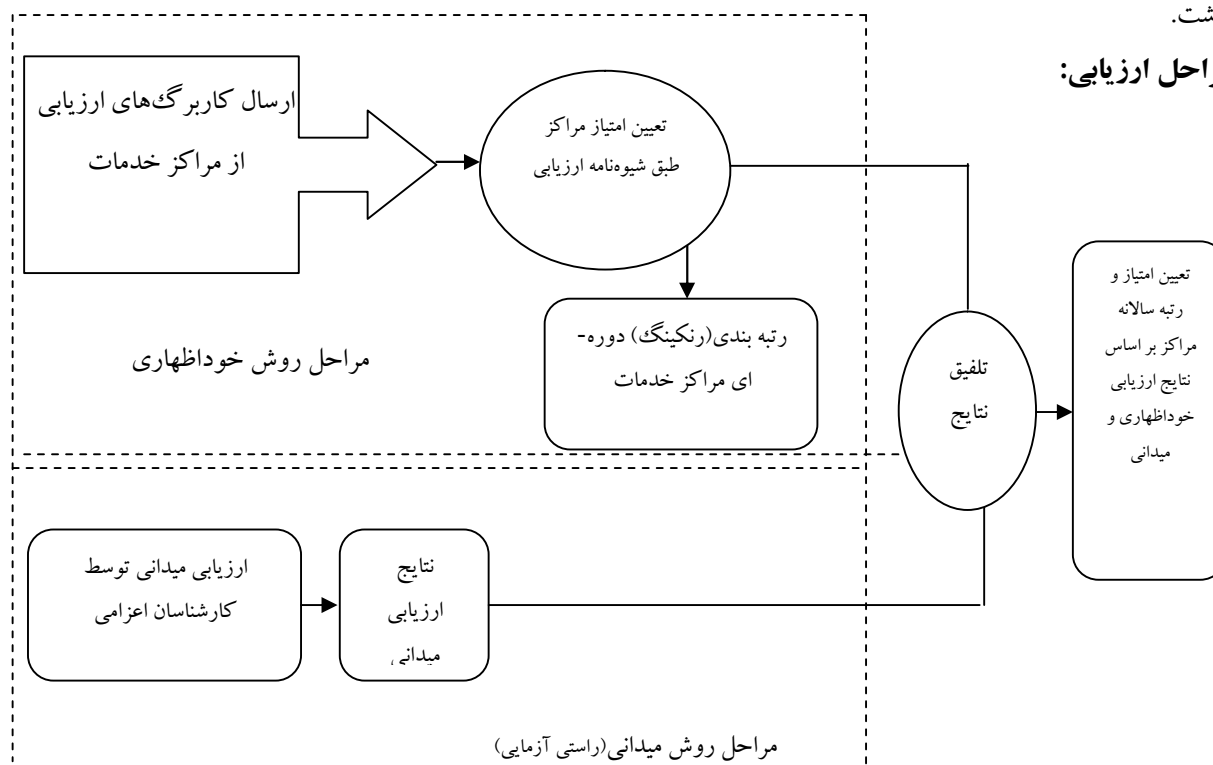 شت.
راحل ارزیابی:
ارسال کاربرگ‌های ارزیابی
از مراکز خدمات
تعیین امتیاز مراکز
طبق شیوه‌نامه ارزیابی
رتبه بندی(رنکینگ) دوره-
ای مراکز خدمات
مراحل روش خوداظهاری
تلفیق
نتایج
تعیین امتیاز و
رتبه سالانه
مراکز بر اساس
نتایج ارزیابی
خوداظهاری و
میدانی
ارزیابی میدانی توسط
کارشناسان اعزامی
نتایج
ارزیابی
میدانی
مراحل روش میدانی(راستی آزمایی)